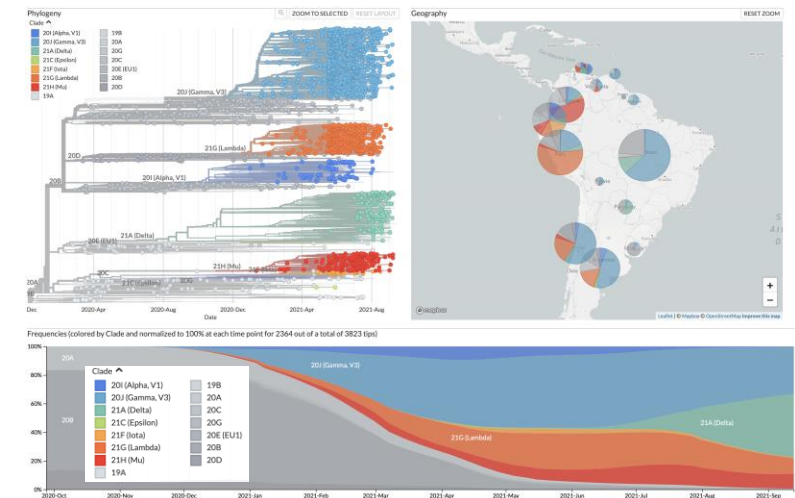 Phylogeny
ZOOM TO SELECTED
RESET LAYOUT
Clade
20I (Alpha, V1)
20J (Gamma, V3)
21A (Delta)
21C (Epsilon)
21F (Iota)
21G (Lambda)
21H (Mu)
19A
19B
20A
20C
20G
20E (EU1)
20B
20D
20J (Gamma, V3)
21G (Lambda)
20D
20I (Alpha, V1)
20B
21A (Delta)
20E (EU1)
21H (Mu)
20C
21C (Epsilon)
20G
20A
Dec
2020-Apr
2020-Aug
2020-Dec
2021-Apr
2021-Aug
Date
Geography
RESET ZOOM
+
−
mapbox
Leaflet | © Mapbox © OpenStreetMap Improve this map
Frequencies (colored by Clade and normalized to 100% at each time point for 2364 out of a total of 3823 tips)
100%
80%
60%
40%
20%
0%
20A
20B
Clade
20I (Alpha, V1)
20J (Gamma, V3)
21A (Delta)
21C (Epsilon)
21F (Iota)
21G (Lambda)
21H (Mu)
19A
19B
20A
20C
20G
20E (EU1)
20B
20D
20J (Gamma, V3)
21G (Lambda)
21A (Delta)
2020-Oct
2020-Nov
2020-Dec
2021-Jan
2021-Feb
2021-Mar
2021-Apr
2021-May
2021-Jun
2021-Jul
2021-Aug
2021-Sep